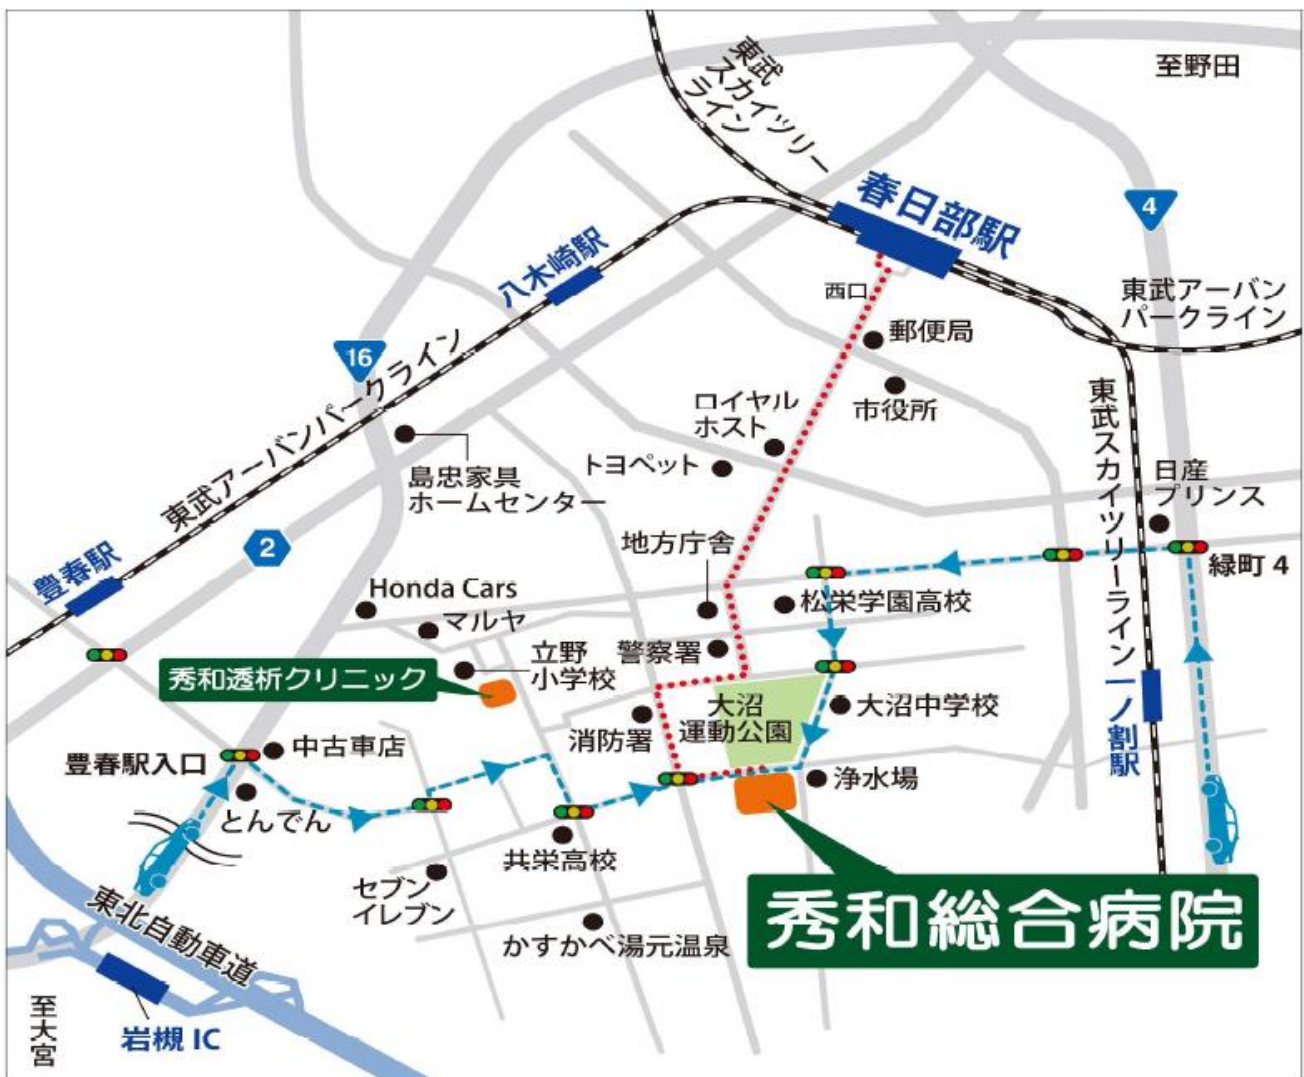 東武
スカイツリー
ライン
至野田
春日部駅
4
八木崎駅
西口
東武アーバン
パークライン
郵便局
16
市役所
ロイヤル
ホスト
東武アーバンパークライン
トヨペット
島忠家具
ホームセンター
東武スカイツリーライン
日産
プリンス
2
地方庁舎
緑町 4
豊春駅
Honda Cars
マルヤ
松栄学園高校
立野
小学校
警察署
秀和透析クリニック
大沼
運動公園
大沼中学校
一ノ割駅
消防署
豊春駅入口
中古車店
浄水場
とんでん
共栄高校
セブン
イレブン
秀和総合病院
かすかべ湯元温泉
東北自動車道
至大宮
岩槻 IC